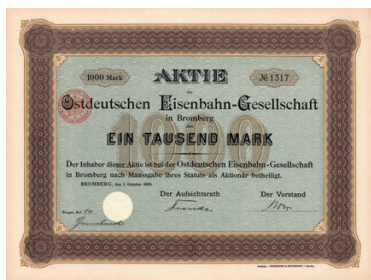 1000 Mark
AKTIE
№ 1317
der
Ostdeutschen Eisenbahn-Gesellschaft
in Bromberg
über
1000
EIN TAUSEND MARK
Der Inhaber dieser Aktie ist bei der Ostdeutschen Eisenbahn-Gesellschaft
in Bromberg nach Maassgabe ihres Statuts als Aktionär betheiligt.
BROMBERG, den 1. October
Der Aufsichtsrath
Der Vorstand